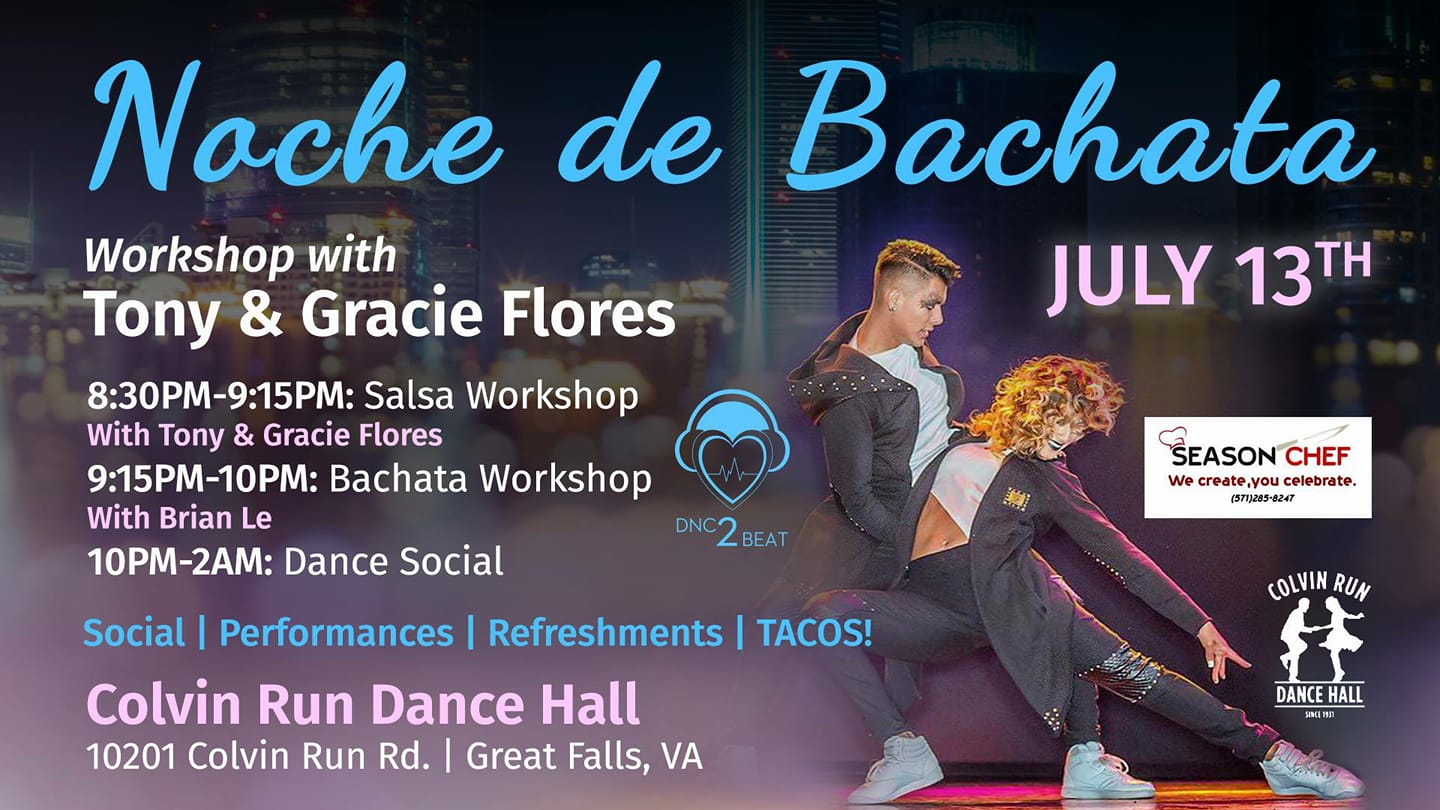 Noche de Bachata
JULY 13TH
Workshop with
Tony & Gracie Flores
8:30PM-9:15PM: Salsa Workshop
With Tony & Gracie Flores
9:15PM-10PM: Bachata Workshop
With Brian Le
10PM-2AM: Dance Social
DNC2BEAT
SEASON CHEF
We create,you celebrate.
(571)285-8247
Social | Performances | Refreshments | TACOS!
Colvin Run Dance Hall
10201 Colvin Run Rd. | Great Falls, VA
COLVIN RUN
DANCE HALL
SINCE 1931